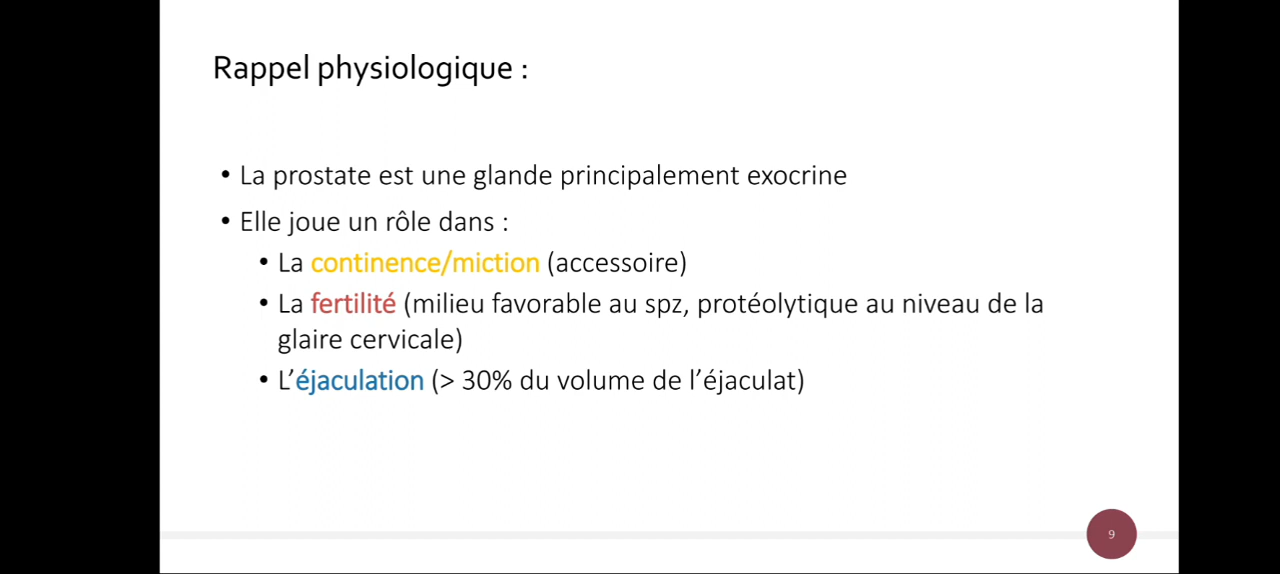 Rappel physiologique :
• La prostate est une glande principalement exocrine
• Elle joue un rôle dans :
• La continence/miction (accessoire)
• La fertilité (milieu favorable au spz, protéolytique au niveau de la
glaire cervicale)
• L’éjaculation (> 30% du volume de l’éjaculat)
9